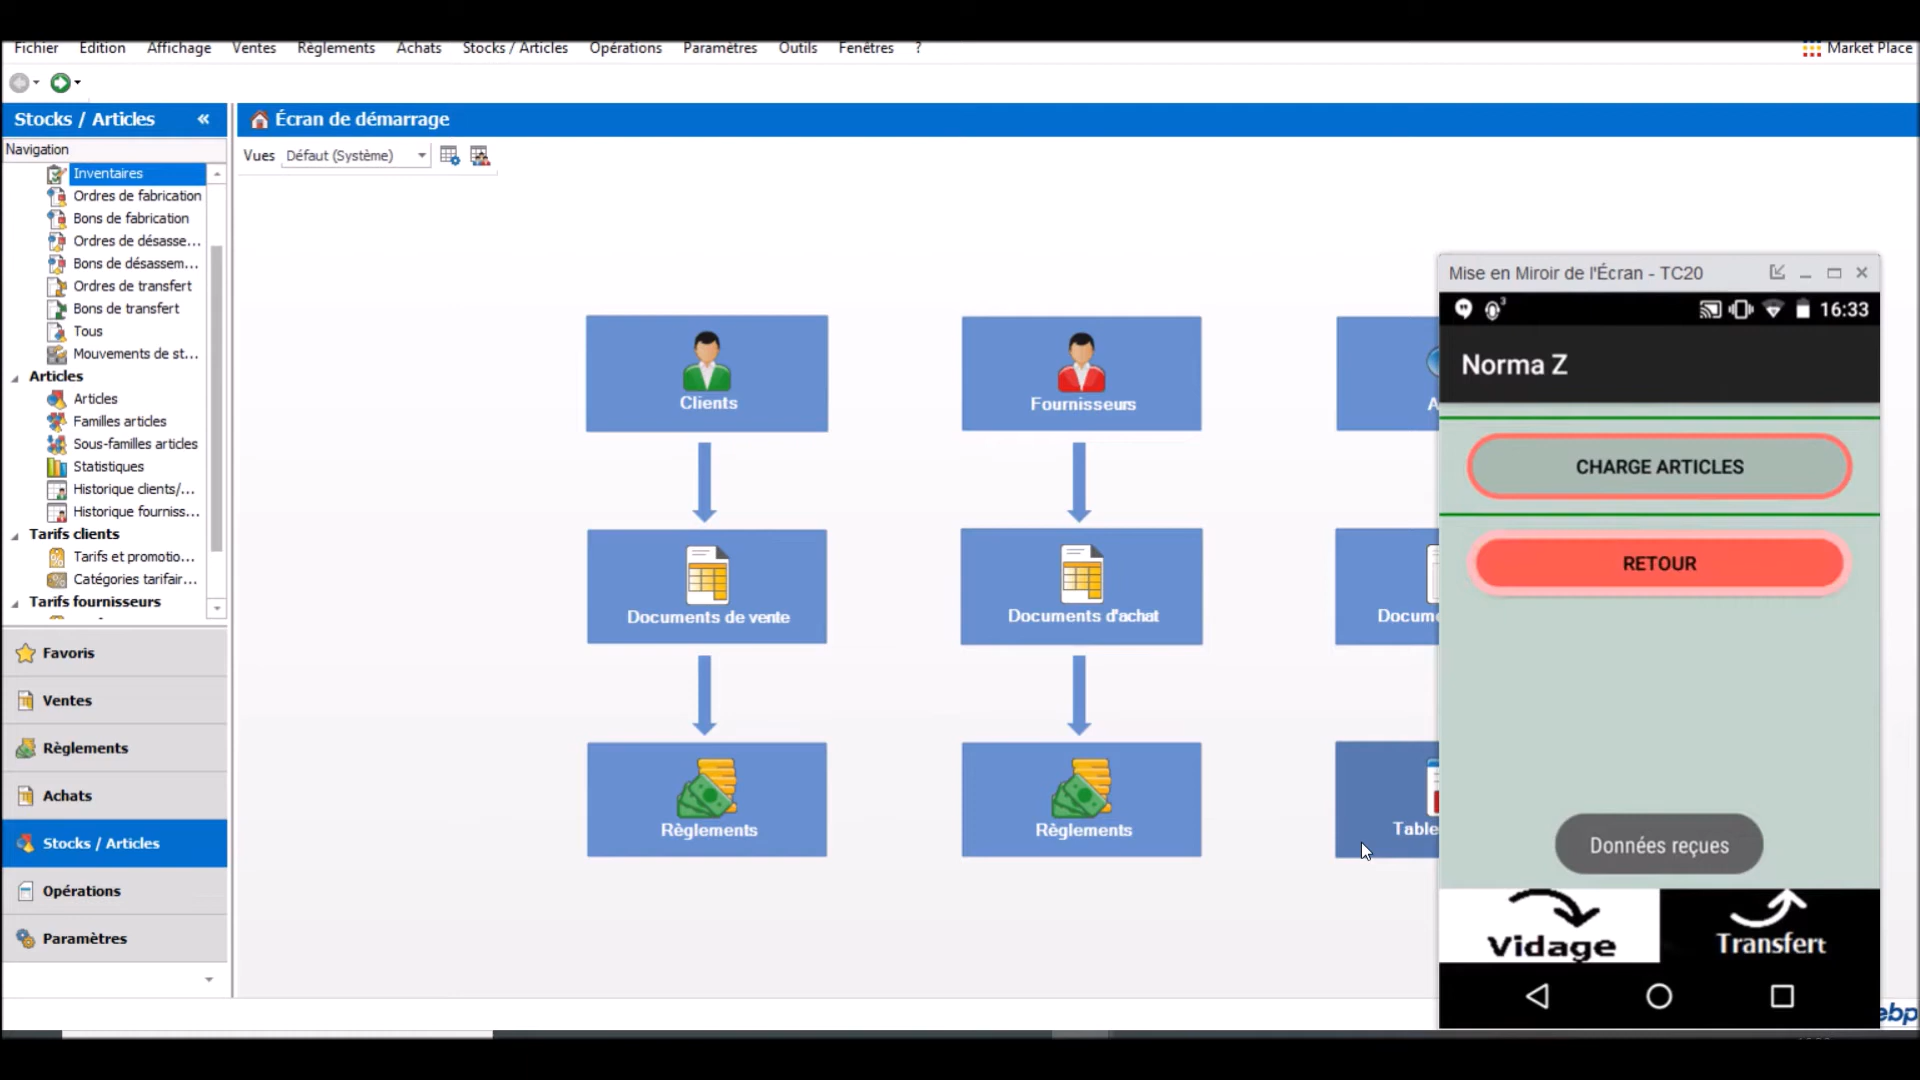 Fichier Edition Affichage Ventes Règlements Achats Stocks / Articles Opérations Paramètres Outils Fenêtres ? Market Place
Stocks / Articles «
Écran de démarrage
Navigation
Vues Défaut (Système)
Inventaires
Ordres de fabrication
Bons de fabrication
Ordres de désasse...
Bons de désassem...
Ordres de transfert
Bons de transfert
Tous
Mouvements de st...
Articles
Articles
Familles articles
Sous-familles articles
Statistiques
Historique clients/...
Historique fourniss...
Tarifs clients
Tarifs et promotio...
Catégories tarifair...
Tarifs fournisseurs
Favoris
Ventes
Règlements
Achats
Stocks / Articles
Opérations
Paramètres
Clients
Fournisseurs
A
Documents de vente
Documents d'achat
Docum
Règlements
Règlements
Table
Mise en Miroir de l'Écran - TC20
3 16:33
Norma Z
CHARGE ARTICLES
RETOUR
Données reçues
Vidage
Transfert
ebp